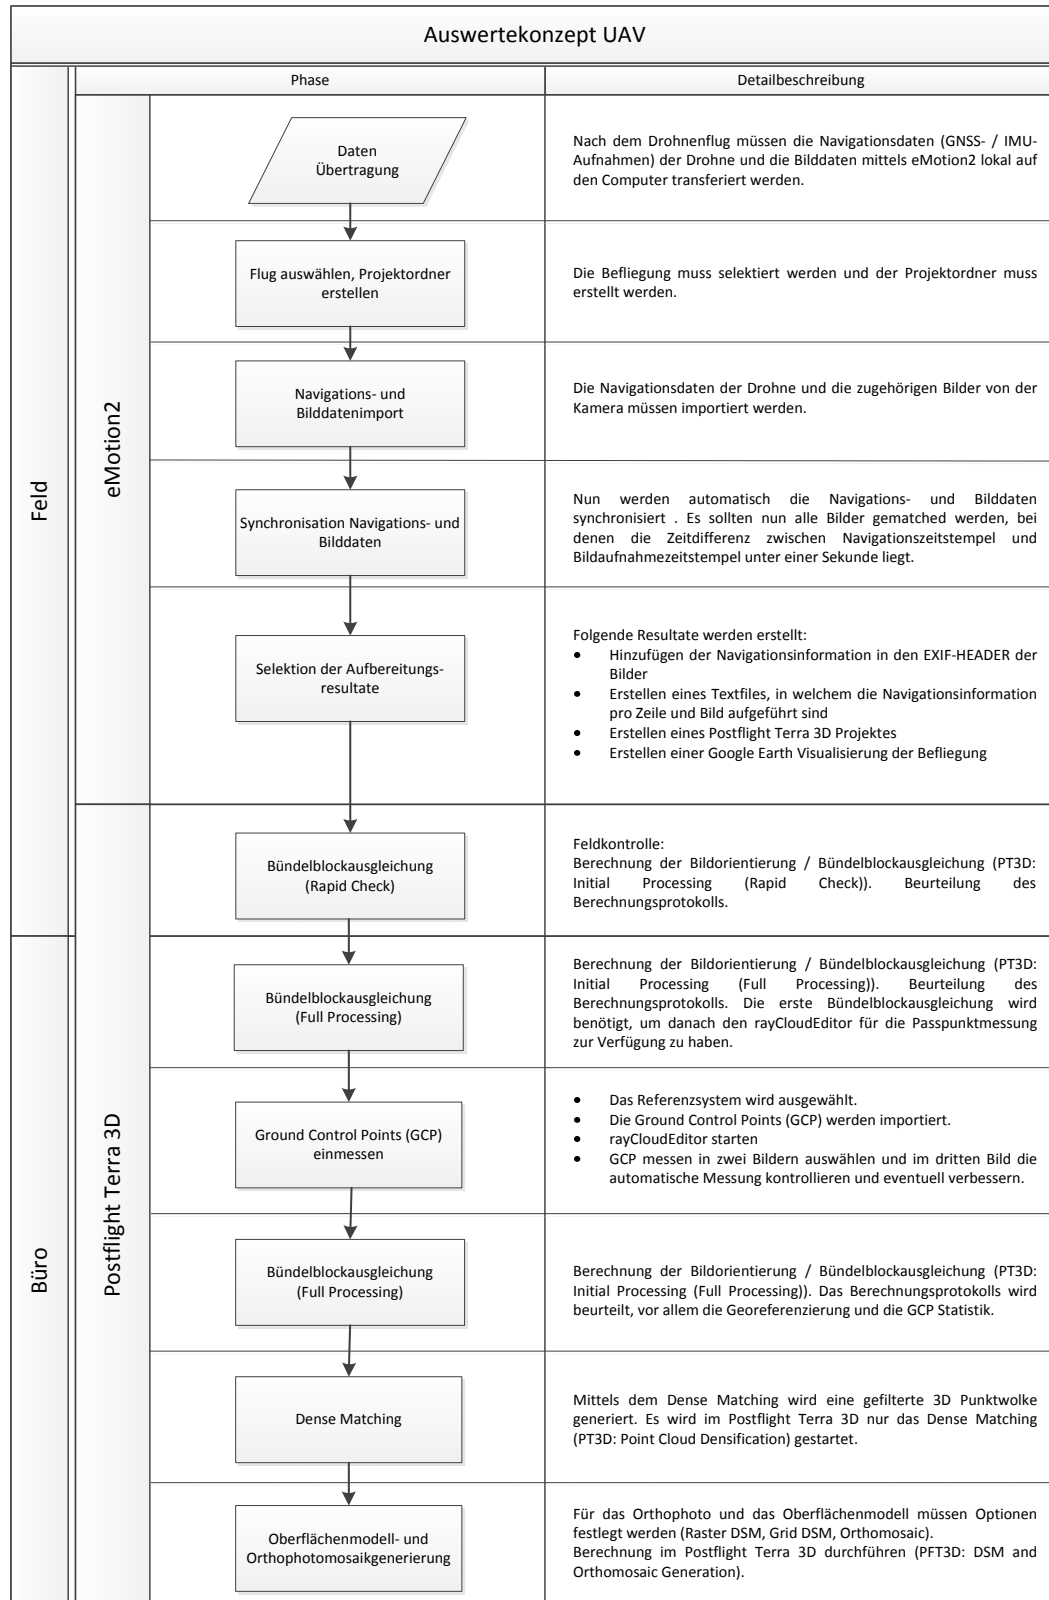 Auswertekonzept UAV
Phase
Detailbeschreibung
Feld
eMotion2
Daten
Übertragung
Nach dem Drohnenflug müssen die Navigationsdaten (GNSS- / IMU-
Aufnahmen) der Drohne und die Bilddaten mittels eMotion2 lokal auf
den Computer transferiert werden.
Flug auswählen, Projektordner
erstellen
Die Befliegung muss selektiert werden und der Projektordner muss
erstellt werden.
Navigations- und
Bilddatenimport
Die Navigationsdaten der Drohne und die zugehörigen Bilder von der
Kamera müssen importiert werden.
Synchronisation Navigations- und
Bilddaten
Nun werden automatisch die Navigations- und Bilddaten
synchronisiert . Es sollten nun alle Bilder gematched werden, bei
denen die Zeitdifferenz zwischen Navigationszeitstempel und
Bildaufnahmezeitstempel unter einer Sekunde liegt.
Selektion der Aufbereitungs-
resultate
Folgende Resultate werden erstellt:
• Hinzufügen der Navigationsinformation in den EXIF-HEADER der
Bilder
• Erstellen eines Textfiles, in welchem die Navigationsinformation
pro Zeile und Bild aufgeführt sind
• Erstellen eines Postflight Terra 3D Projektes
• Erstellen einer Google Earth Visualisierung der Befliegung
Postflight Terra 3D
Bündelblockausgleichung
(Rapid Check)
Feldkontrolle:
Berechnung der Bildorientierung / Bündelblockausgleichung (PT3D:
Initial Processing (Rapid Check)). Beurteilung des
Berechnungsprotokolls.
Büro
Bündelblockausgleichung
(Full Processing)
Berechnung der Bildorientierung / Bündelblockausgleichung (PT3D:
Initial Processing (Full Processing)). Beurteilung des
Berechnungsprotokolls. Die erste Bündelblockausgleichung wird
benötigt, um danach den rayCloudEditor für die Passpunktmessung
zur Verfügung zu haben.
Ground Control Points (GCP)
einmessen
• Das Referenzsystem wird ausgewählt.
• Die Ground Control Points (GCP) werden importiert.
• rayCloudEditor starten
• GCP messen in zwei Bildern auswählen und im dritten Bild die
automatische Messung kontrollieren und eventuell verbessern.
Bündelblockausgleichung
(Full Processing)
Berechnung der Bildorientierung / Bündelblockausgleichung (PT3D:
Initial Processing (Full Processing)). Das Berechnungsprotokolls wird
beurteilt, vor allem die Georeferenzierung und die GCP Statistik.
Dense Matching
Mittels dem Dense Matching wird eine gefilterte 3D Punktwolke
generiert. Es wird im Postflight Terra 3D nur das Dense Matching
(PT3D: Point Cloud Densification) gestartet.
Oberflächenmodell- und
Orthophotomosaikgenerierung
Für das Orthophoto und das Oberflächenmodell müssen Optionen
festlegt werden (Raster DSM, Grid DSM, Orthomosaic).
Berechnung im Postflight Terra 3D durchführen (PFT3D: DSM and
Orthomosaic Generation).